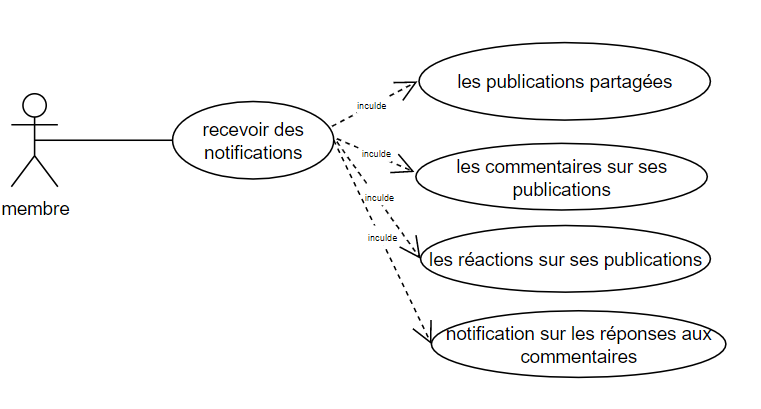 les publications partagées
inculde
recevoir des
notifications
membre
inculde
les commentaires sur ses
publications
inculde
les réactions sur ses publications
inculde
notification sur les réponses aux
commentaires